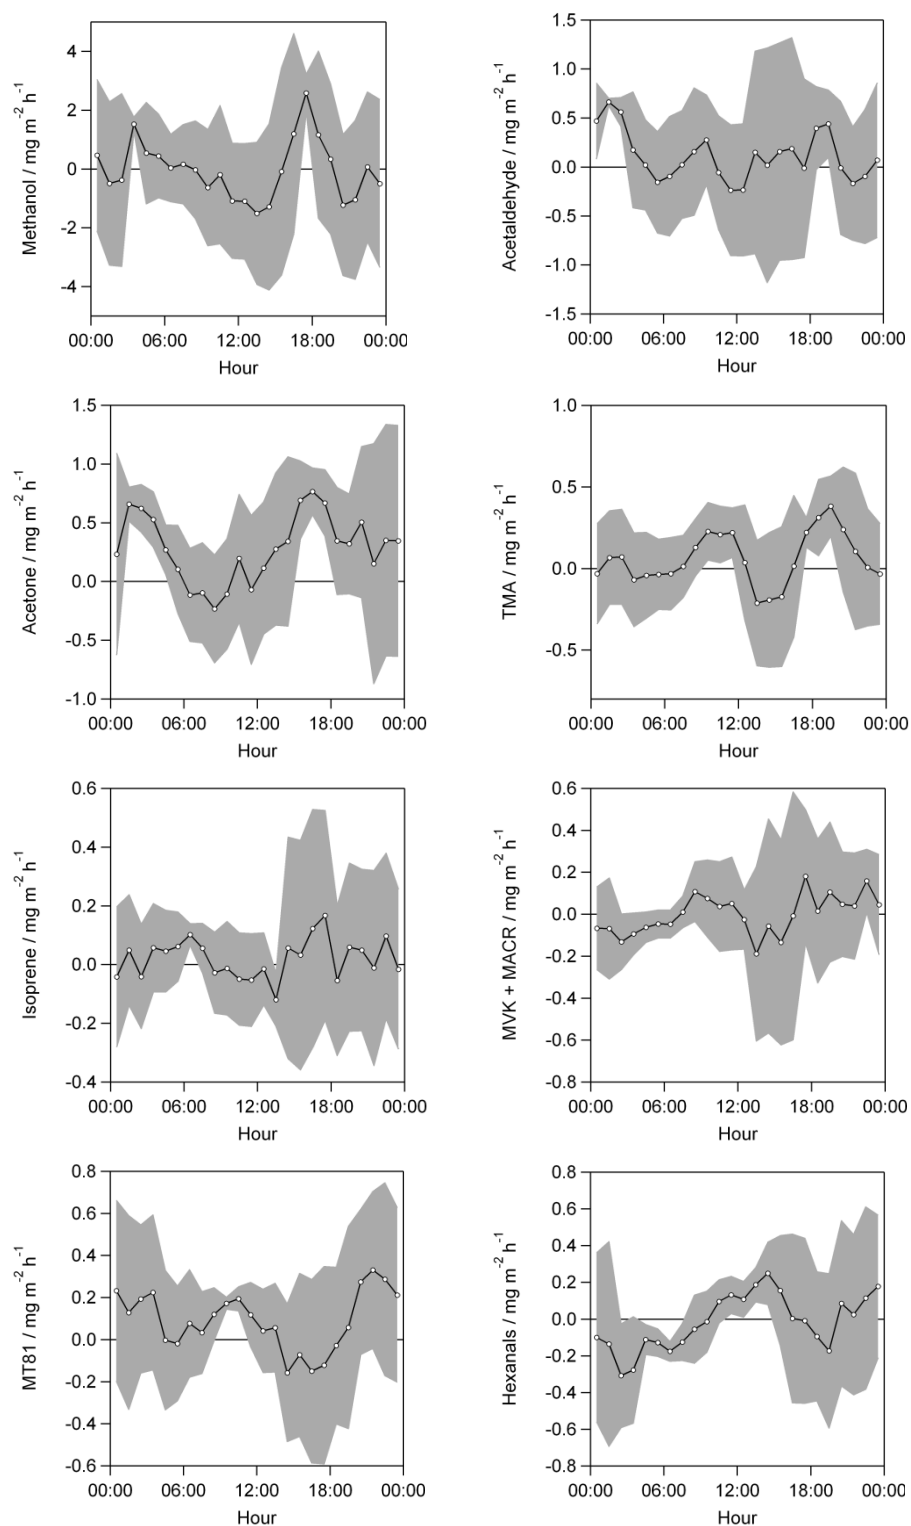 Methanol / mg m⁻² h⁻¹
4
2
0
-2
-4
00:00 06:00 12:00 18:00 00:00
Hour
Acetaldehyde / mg m⁻² h⁻¹
1.5
1.0
0.5
0.0
-0.5
-1.0
-1.5
00:00 06:00 12:00 18:00 00:00
Hour
Acetone / mg m⁻² h⁻¹
1.5
1.0
0.5
0.0
-0.5
-1.0
00:00 06:00 12:00 18:00 00:00
Hour
TMA / mg m⁻² h⁻¹
1.0
0.5
0.0
-0.5
00:00 06:00 12:00 18:00 00:00
Hour
Isoprene / mg m⁻² h⁻¹
0.6
0.4
0.2
0.0
-0.2
-0.4
00:00 06:00 12:00 18:00 00:00
Hour
MVK + MACR / mg m⁻² h⁻¹
0.6
0.4
0.2
0.0
-0.2
-0.4
-0.6
-0.8
00:00 06:00 12:00 18:00 00:00
Hour
MT81 / mg m⁻² h⁻¹
0.8
0.6
0.4
0.2
0.0
-0.2
-0.4
-0.6
00:00 06:00 12:00 18:00 00:00
Hour
Hexanals / mg m⁻² h⁻¹
0.8
0.6
0.4
0.2
0.0
-0.2
-0.4
-0.6
-0.8
00:00 06:00 12:00 18:00 00:00
Hour